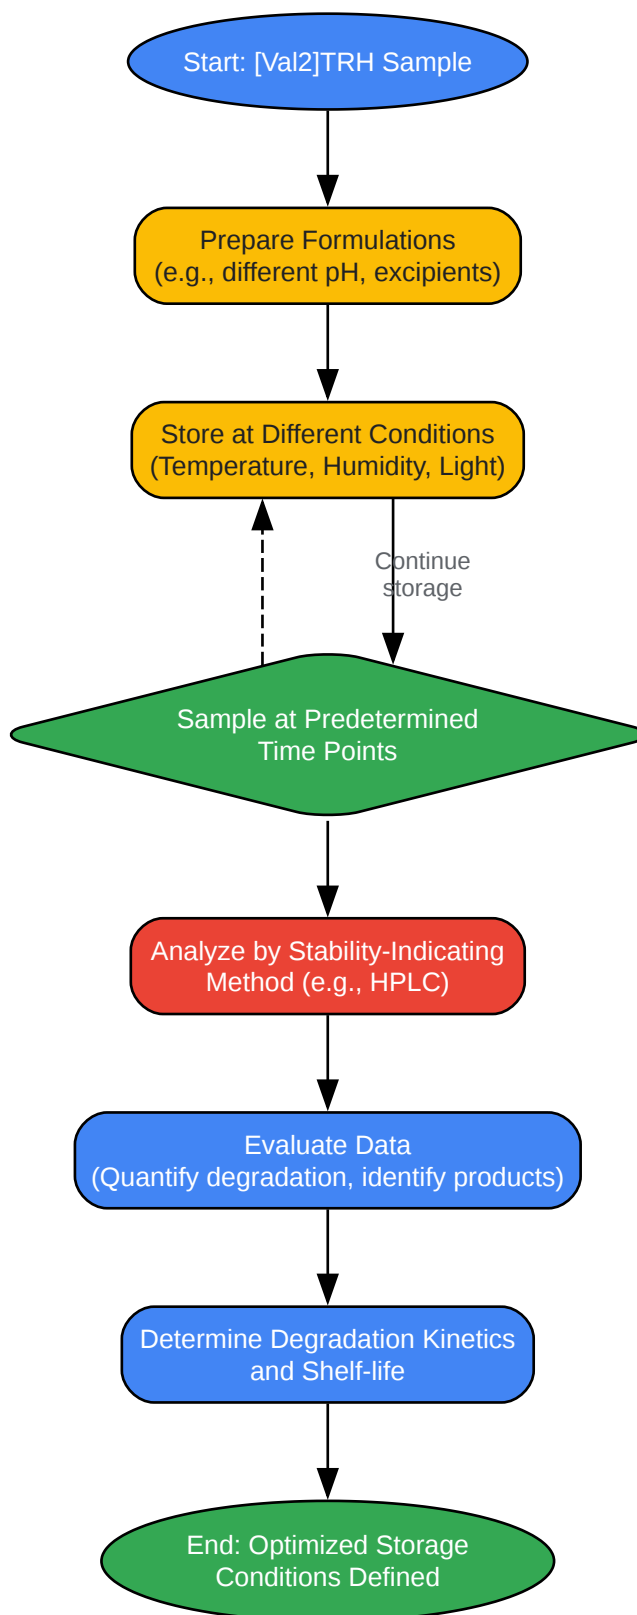 Start: [Val2]TRH Sample
Prepare Formulations
(e.g., different pH, excipients)
Store at Different Conditions
(Temperature, Humidity, Light)
Continue
storage
Sample at Predetermined
Time Points
Analyze by Stability-Indicating
Method (e.g., HPLC)
Evaluate Data
(Quantify degradation, identify products)
Determine Degradation Kinetics
and Shelf-life
End: Optimized Storage
Conditions Defined